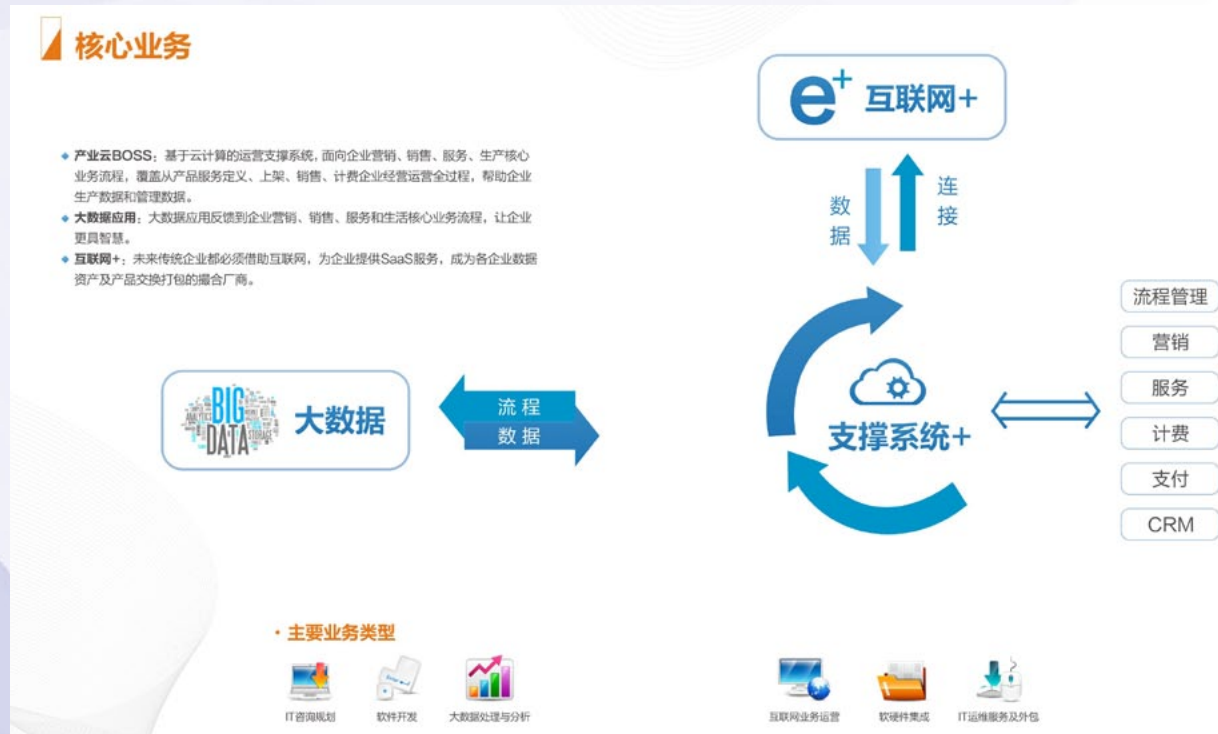 核心业务
产业云BOSS：基于云计算的运营支撑系统，面向企业营销、销售、服务、生产核心
业务流程，覆盖从产品服务定义、上架、销售、计费企业经营运营全过程，帮助企业
生产数据和管理数据。
大数据应用：大数据应用反馈到企业营销、销售、服务和生活核心业务流程，让企业
更具智慧。
互联网+：未来传统企业都必须借助互联网，为企业提供SaaS服务，成为各企业数据
资产及产品交换打包的撮合厂商。
e+ 互联网+
数据
连接
BIG DATA
大数据
流程
数据
支撑系统+
流程管理
营销
服务
计费
支付
CRM
主要业务类型
IT咨询规划
软件开发
大数据处理与分析
互联网业务运营
软硬件集成
IT运维服务及外包